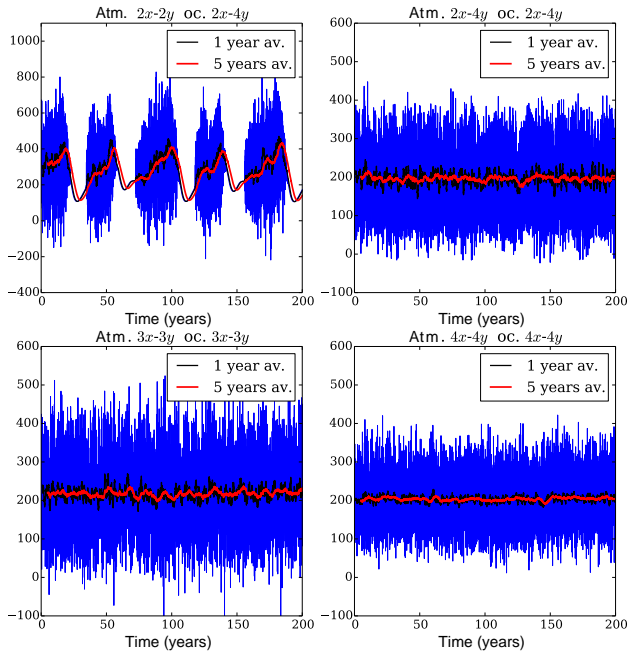 Atm. 2x-2y oc. 2x-4y
1000
800
600
400
200
0
−200
−400
0 50 100 150 200
Time (years)
1 year av.
5 years av.
Atm. 2x-4y oc. 2x-4y
600
500
400
300
200
100
0
−100
0 50 100 150 200
Time (years)
1 year av.
5 years av.
Atm. 3x-3y oc. 3x-3y
600
500
400
300
200
100
0
−100
0 50 100 150 200
Time (years)
1 year av.
5 years av.
Atm. 4x-4y oc. 4x-4y
600
500
400
300
200
100
0
−100
0 50 100 150 200
Time (years)
1 year av.
5 years av.